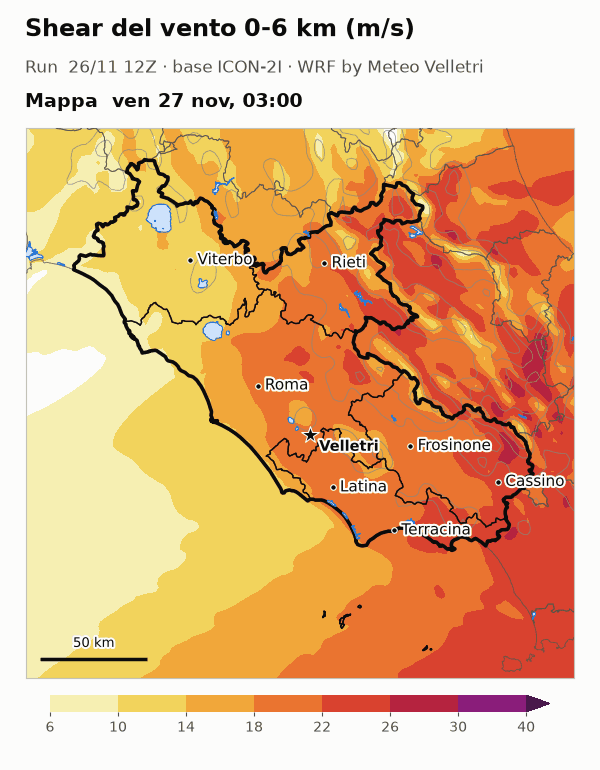 Shear del vento 0-6 km (m/s)
Run  26/11 12Z · base ICON-2I · WRF by Meteo Velletri
Mappa  ven 27 nov, 03:00
Viterbo
Rieti
Roma
Velletri
Frosinone
Latina
Cassino
Terracina
50 km
6 10 14 18 22 26 30 40